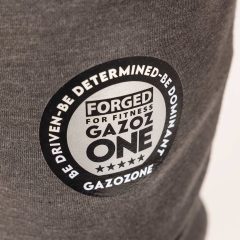 BE DRIVEN-BE DETERMINED-BE DOMINANT
FORGED
FOR FITNESS
GAZOZ
ONE
GAZOZONE